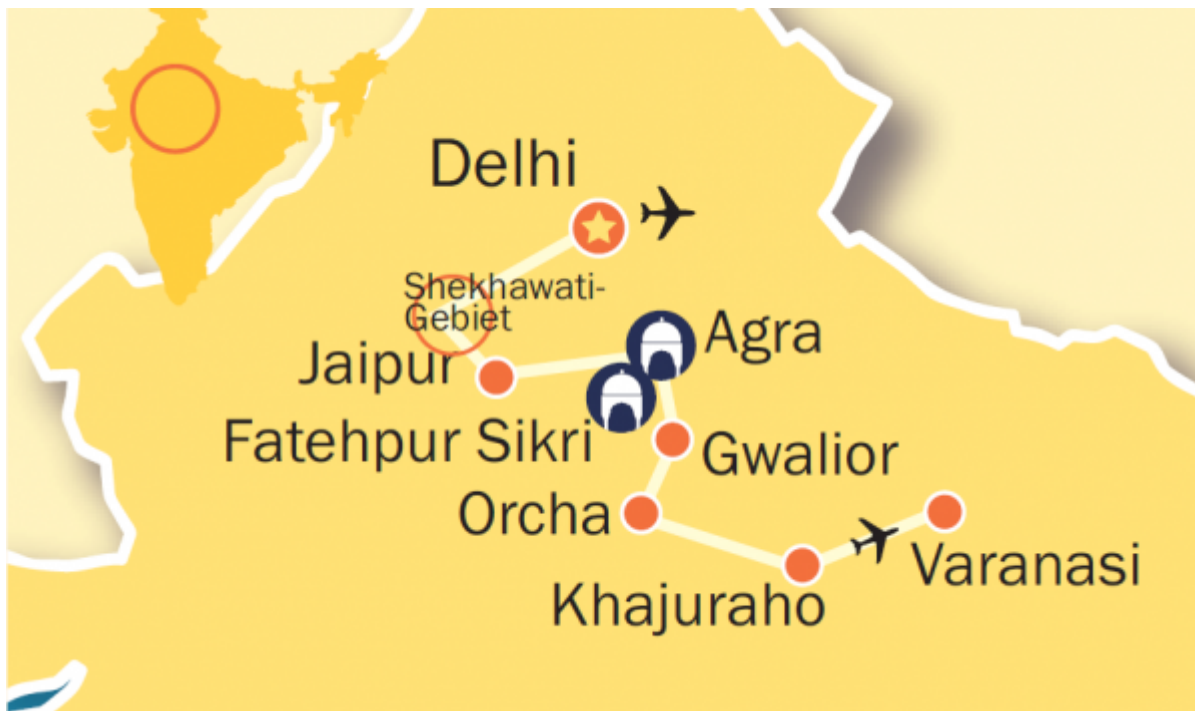 Delhi
Shekhawati-
Gebiet
Jaipur
Agra
Fatehpur Sikri
Gwalior
Orcha
Khajuraho
Varanasi